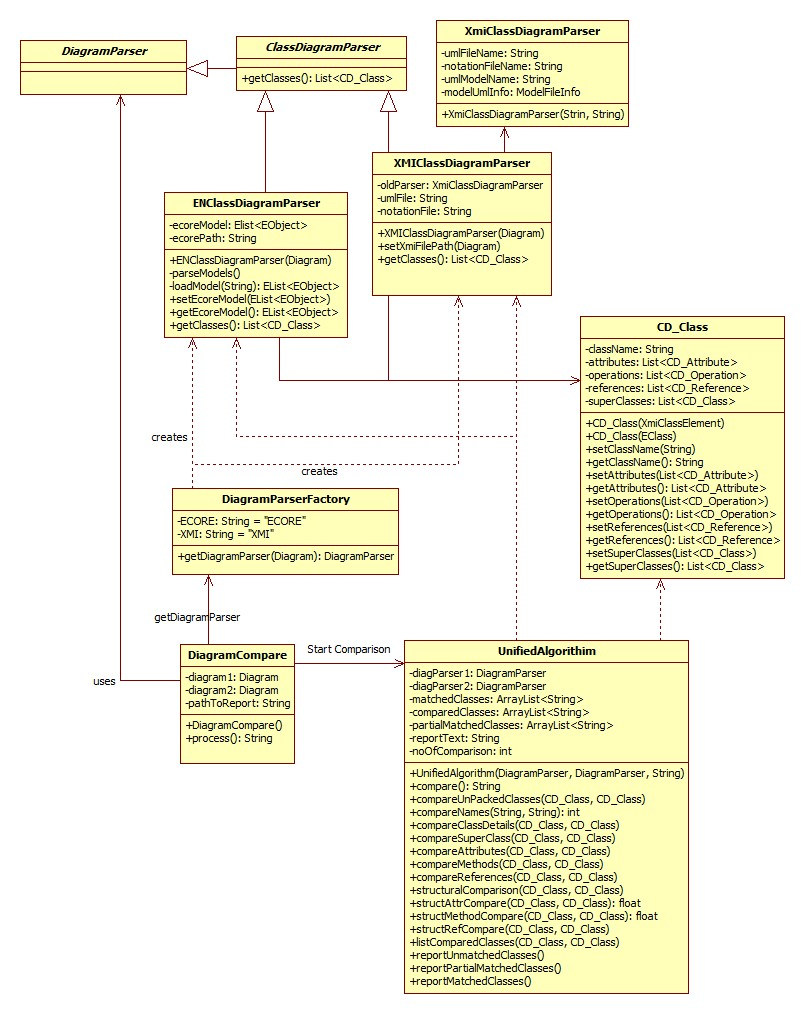 DiagramParser
ClassDiagramParser
+getClasses(): List<CD_Class>
XmiClassDiagramParser
-umlFileName: String
-notationFileName: String
-umlModelName: String
-modelUmlInfo: ModelFileInfo
+XmiClassDiagramParser(Strin, String)
XMIClassDiagramParser
-oldParser: XmiClassDiagramParser
-umlFile: String
-notationFile: String
+XMIClassDiagramParser(Diagram)
+setXmiFilePath(Diagram)
+getClasses(): List<CD_Class>
ENClassDiagramParser
-ecoreModel: Elist<EObject>
-ecorePath: String
+ENClassDiagramParser(Diagram)
-parseModels()
-loadModel(String): EList<EObject>
+setEcoreModel(EList<EObject>)
+getEcoreModel(): EList<EObject>
+getClasses(): List<CD_Class>
CD_Class
-className: String
-attributes: List<CD_Attribute>
-operations: List<CD_Operation>
-references: List<CD_Reference>
-superClasses: List<CD_Class>
+CD_Class(XmiClassElement)
+CD_Class(EClass)
+setClassName(String)
+getClassName(): String
+setAttributes(List<CD_Attribute>)
+getAttributes(): List<CD_Attribute>
+setOperations(List<CD_Operation>)
+getOperations(): List<CD_Operation>
+setReferences(List<CD_Reference>)
+getReferences(): List<CD_Reference>
+setSuperClasses(List<CD_Class>)
+getSuperClasses(): List<CD_Class>
creates
creates
DiagramParserFactory
-ECORE: String = "ECORE"
-XMI: String = "XMI"
+getDiagramParser(Diagram): DiagramParser
getDiagramParser
DiagramCompare
-diagram1: Diagram
-diagram2: Diagram
-pathToReport: String
+DiagramCompare()
+process(): String
uses
Start Comparison
UnifiedAlgorithim
-diagParser1: DiagramParser
-diagParser2: DiagramParser
-matchedClasses: ArrayList<String>
-comparedClasses: ArrayList<String>
-partialMatchedClasses: ArrayList<String>
-reportText: String
-noOfComparison: int
+UnifiedAlgorithm(DiagramParser, DiagramParser, String)
+compare(): String
+compareUnPackedClasses(CD_Class, CD_Class)
+compareNames(String, String): int
+compareClassDetails(CD_Class, CD_Class)
+compareSuperClass(CD_Class, CD_Class)
+compareAttributes(CD_Class, CD_Class)
+compareMethods(CD_Class, CD_Class)
+compareReferences(CD_Class, CD_Class)
+structuralComparison(CD_Class, CD_Class)
+structAttrCompare(CD_Class, CD_Class): float
+structMethodCompare(CD_Class, CD_Class): float
+structRefCompare(CD_Class, CD_Class)
+listComparedClasses(CD_Class, CD_Class)
+reportUnmatchedClasses()
+reportPartialMatchedClasses()
+reportMatchedClasses()